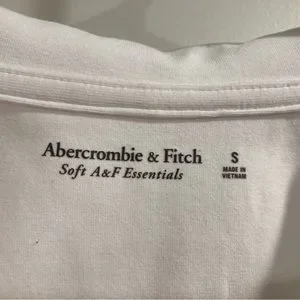 Abercrombie & Fitch
Soft A&F Essentials
S
MADE IN
VIETNAM